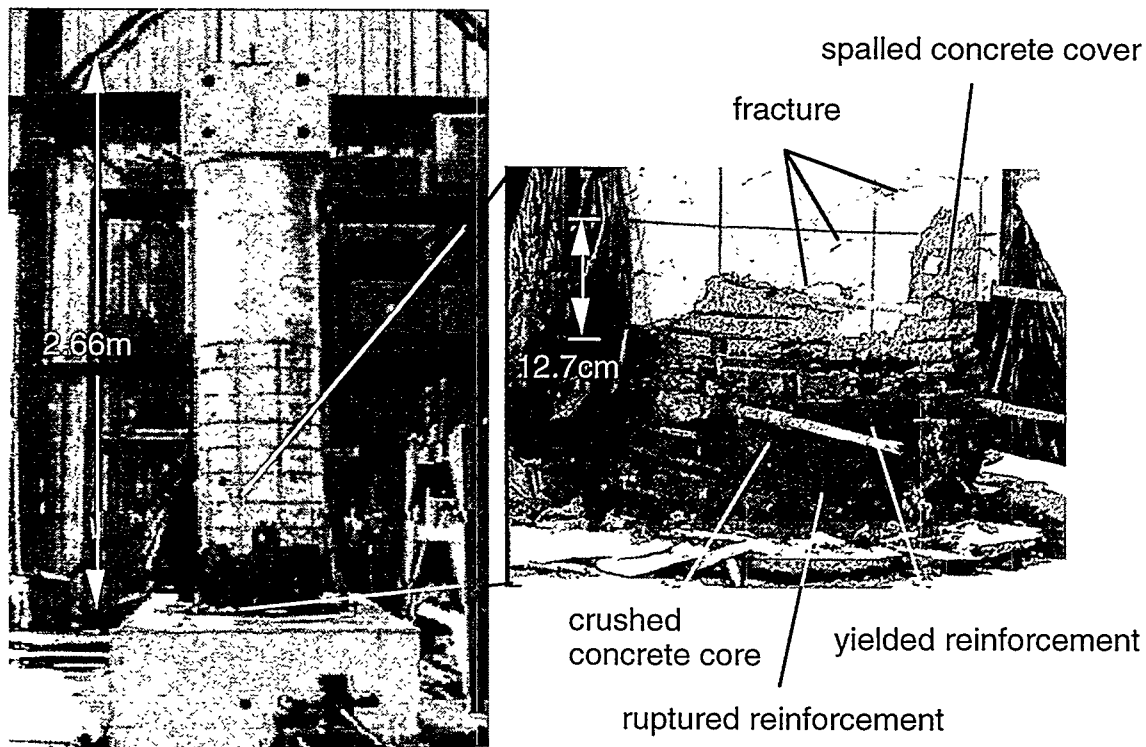 spalled concrete cover
fracture
2.66m
12.7cm
crushed
concrete core
yielded reinforcement
ruptured reinforcement